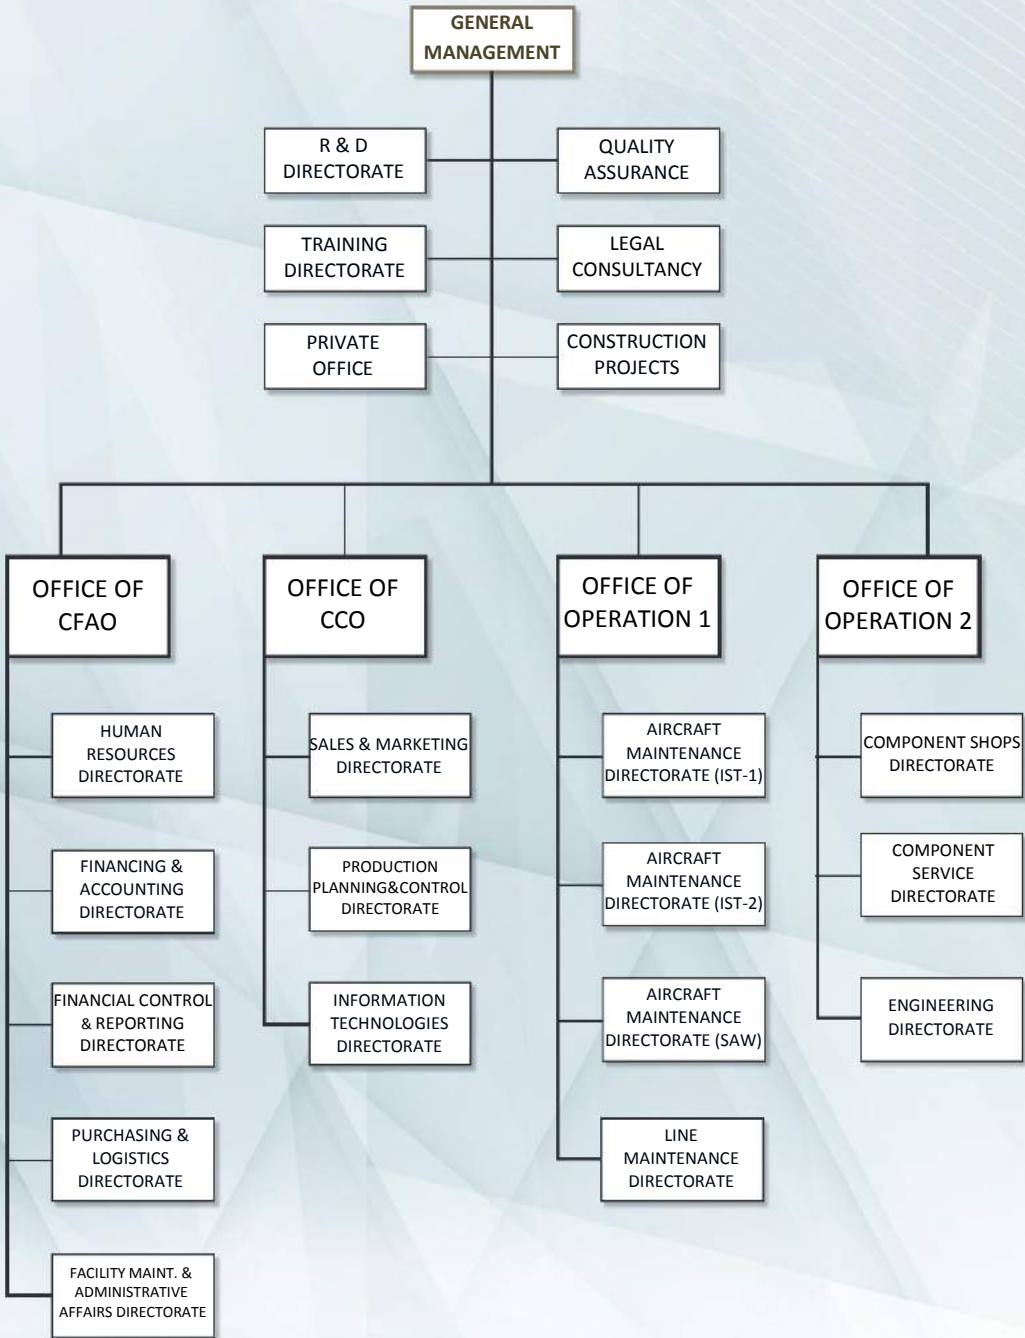 GENERAL
MANAGEMENT
R & D
DIRECTORATE
QUALITY
ASSURANCE
TRAINING
DIRECTORATE
LEGAL
CONSULTANCY
PRIVATE
OFFICE
CONSTRUCTION
PROJECTS
OFFICE OF
CFAO
HUMAN
RESOURCES
DIRECTORATE
FINANCING &
ACCOUNTING
DIRECTORATE
FINANCIAL CONTROL
& REPORTING
DIRECTORATE
PURCHASING &
LOGISTICS
DIRECTORATE
FACILITY MAINT. &
ADMINISTRATIVE
AFFAIRS DIRECTORATE
OFFICE OF
CCO
SALES & MARKETING
DIRECTORATE
PRODUCTION
PLANNING&CONTROL
DIRECTORATE
INFORMATION
TECHNOLOGIES
DIRECTORATE
OFFICE OF
OPERATION 1
AIRCRAFT
MAINTENANCE
DIRECTORATE (IST-1)
AIRCRAFT
MAINTENANCE
DIRECTORATE (IST-2)
AIRCRAFT
MAINTENANCE
DIRECTORATE (SAW)
LINE
MAINTENANCE
DIRECTORATE
OFFICE OF
OPERATION 2
COMPONENT SHOPS
DIRECTORATE
COMPONENT
SERVICE
DIRECTORATE
ENGINEERING
DIRECTORATE